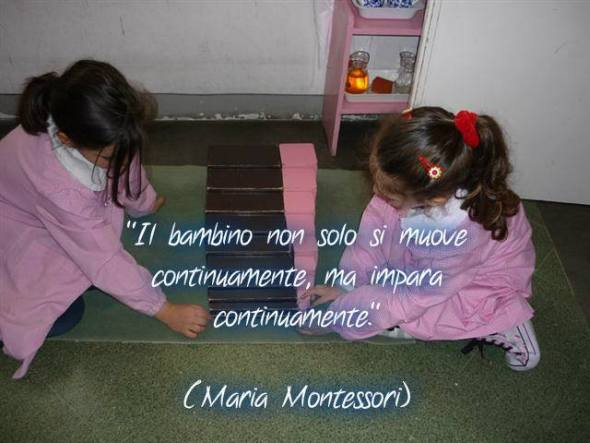 "Il bambino non solo si muove
continuamente, ma impara
continuamente."
(Maria Montessori)